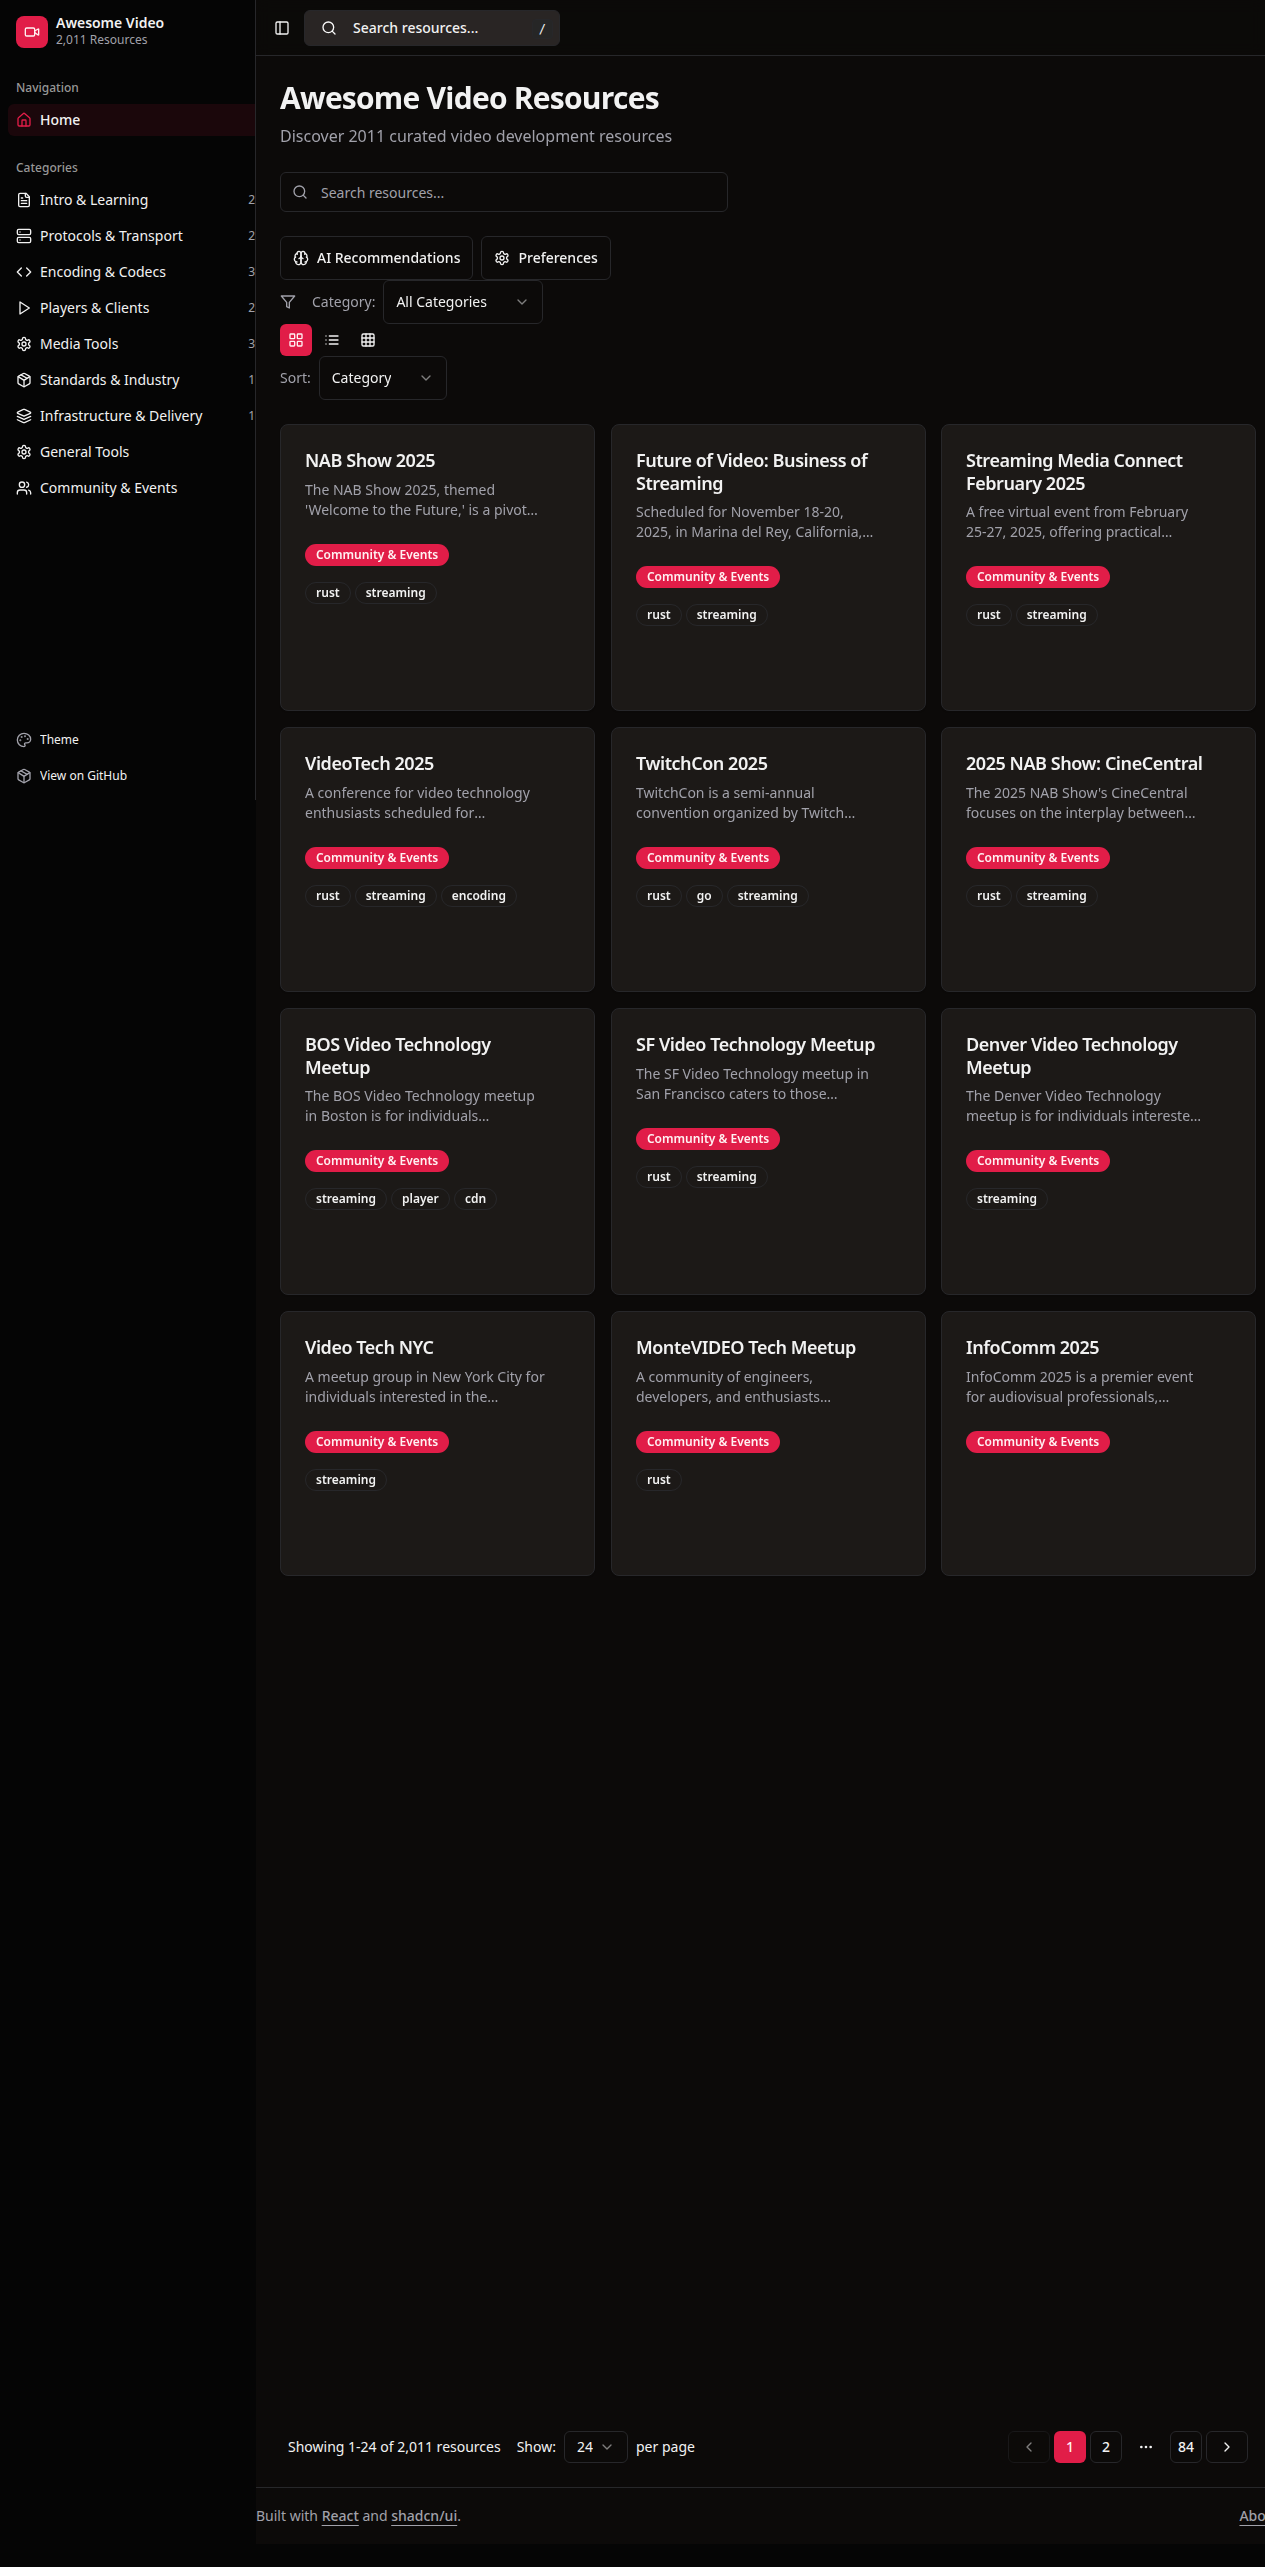 Awesome Video
2,011 Resources
Navigation
Home
Categories
Intro & Learning 2
Protocols & Transport 2
Encoding & Codecs 3
Players & Clients 2
Media Tools 3
Standards & Industry 1
Infrastructure & Delivery 1
General Tools
Community & Events
Theme
View on GitHub
Search resources... /
Awesome Video Resources
Discover 2011 curated video development resources
Search resources...
AI Recommendations Preferences
Category: All Categories
Sort: Category
NAB Show 2025
The NAB Show 2025, themed
'Welcome to the Future,' is a pivot...
Community & Events
rust streaming
Future of Video: Business of
Streaming
Scheduled for November 18-20,
2025, in Marina del Rey, California,...
Community & Events
rust streaming
Streaming Media Connect
February 2025
A free virtual event from February
25-27, 2025, offering practical...
Community & Events
rust streaming
VideoTech 2025
A conference for video technology
enthusiasts scheduled for...
Community & Events
rust streaming encoding
TwitchCon 2025
TwitchCon is a semi-annual
convention organized by Twitch...
Community & Events
rust go streaming
2025 NAB Show: CineCentral
The 2025 NAB Show's CineCentral
focuses on the interplay between...
Community & Events
rust streaming
BOS Video Technology
Meetup
The BOS Video Technology meetup
in Boston is for individuals...
Community & Events
streaming player cdn
SF Video Technology Meetup
The SF Video Technology meetup in
San Francisco caters to those...
Community & Events
rust streaming
Denver Video Technology
Meetup
The Denver Video Technology
meetup is for individuals intereste...
Community & Events
streaming
Video Tech NYC
A meetup group in New York City for
individuals interested in the...
Community & Events
streaming
MonteVIDEO Tech Meetup
A community of engineers,
developers, and enthusiasts...
Community & Events
rust
InfoComm 2025
InfoComm 2025 is a premier event
for audiovisual professionals,...
Community & Events
Showing 1-24 of 2,011 resources Show: 24 per page
1 2 ... 84
Built with React and shadcn/ui.
Abo